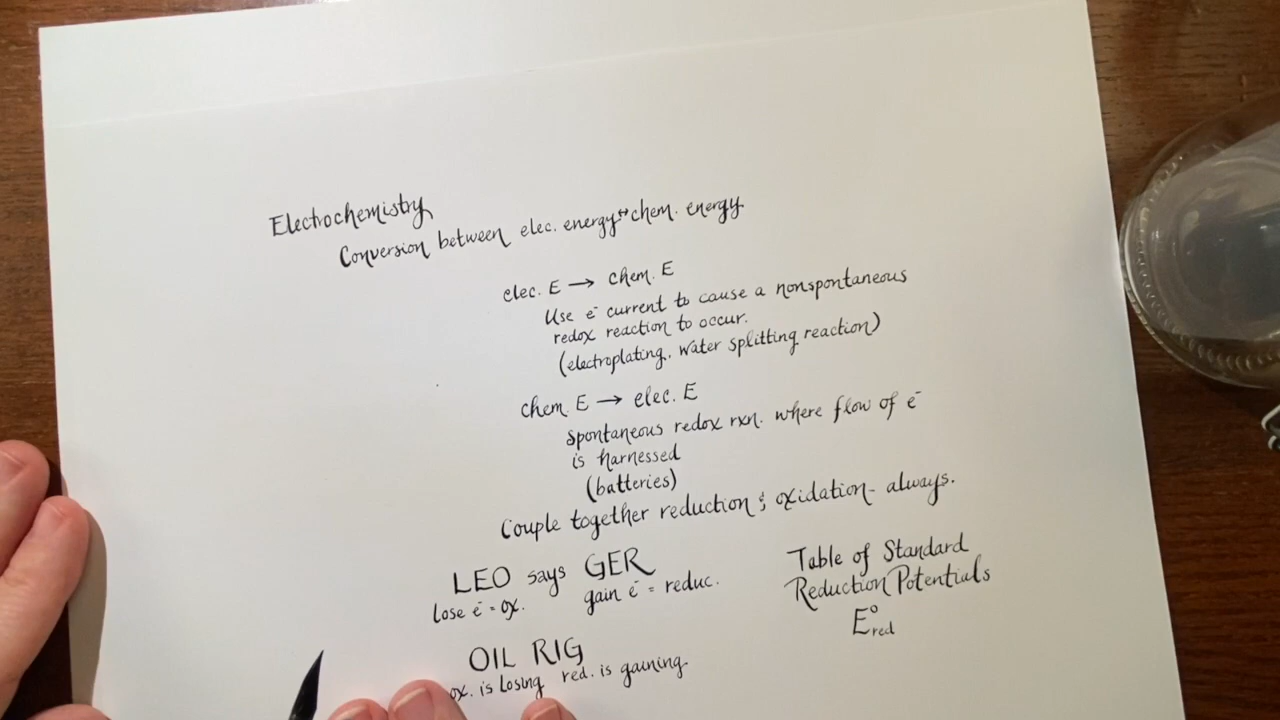 Electrochemistry
Conversion between elec. energy ↔ chem. energy
elec. E → chem. E
Use e⁻ current to cause a nonspontaneous
redox reaction to occur.
(electroplating, water splitting reaction)
chem. E → elec. E
Spontaneous redox rxn. where flow of e⁻
is harnessed
(batteries)
Couple together reduction & oxidation - always.
LEO says GER
lose e⁻ = ox. gain e⁻ = reduc.
OIL RIG
ox. is losing red. is gaining
Table of Standard
Reduction Potentials
E°red